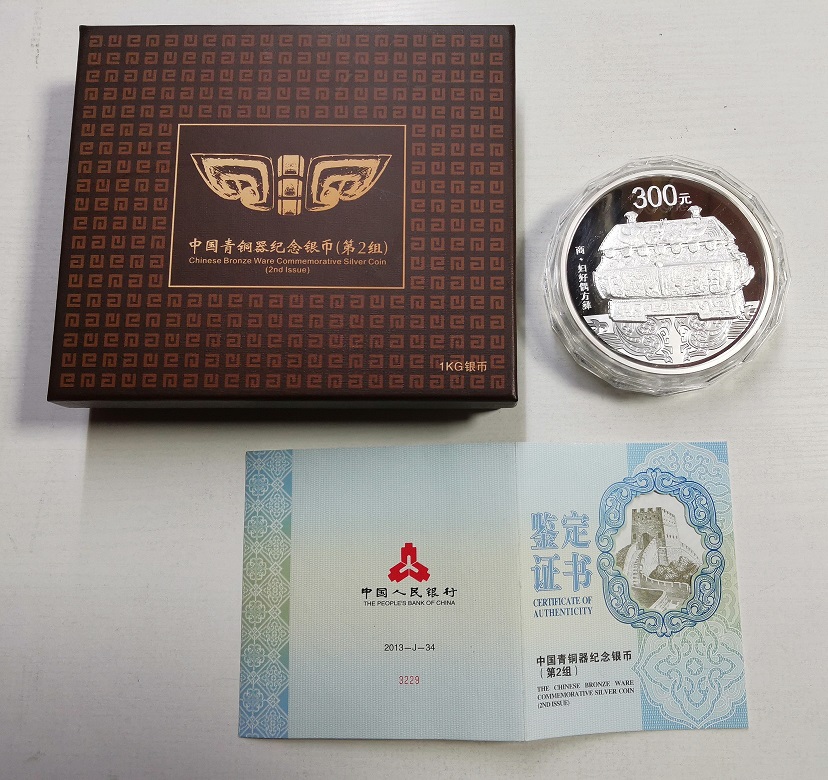 中国青铜器纪念银币(第2组)
Chinese Bronze Ware Commemorative Silver Coin
(2nd Issue)
1KG银币
300元
商·妇好偶方彝
中国人民银行
THE PEOPLE'S BANK OF CHINA
2013—J—34
3229
鉴定
证书
CERTIFICATE OF
AUTHENTICITY
中国青铜器纪念银币
(第2组)
THE CHINESE BRONZE WARE
COMMEMORATIVE SILVER COIN
(2ND ISSUE)